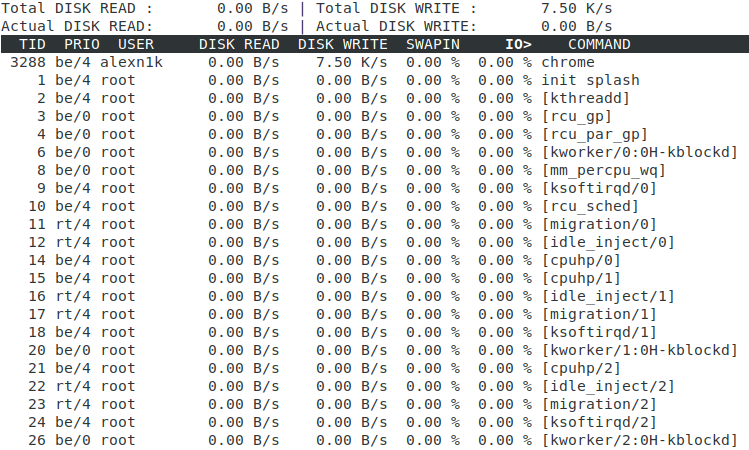 Total DISK READ :       0.00 B/s | Total DISK WRITE :       7.50 K/s
Actual DISK READ:       0.00 B/s | Actual DISK WRITE:       0.00 B/s
  TID  PRIO  USER     DISK READ  DISK WRITE  SWAPIN     IO>    COMMAND
 3288 be/4 alexn1k     0.00 B/s    7.50 K/s  0.00 %  0.00 % chrome
    1 be/4 root        0.00 B/s    0.00 B/s  0.00 %  0.00 % init splash
    2 be/4 root        0.00 B/s    0.00 B/s  0.00 %  0.00 % [kthreadd]
    3 be/0 root        0.00 B/s    0.00 B/s  0.00 %  0.00 % [rcu_gp]
    4 be/0 root        0.00 B/s    0.00 B/s  0.00 %  0.00 % [rcu_par_gp]
    6 be/0 root        0.00 B/s    0.00 B/s  0.00 %  0.00 % [kworker/0:0H-kblockd]
    8 be/0 root        0.00 B/s    0.00 B/s  0.00 %  0.00 % [mm_percpu_wq]
    9 be/4 root        0.00 B/s    0.00 B/s  0.00 %  0.00 % [ksoftirqd/0]
   10 be/4 root        0.00 B/s    0.00 B/s  0.00 %  0.00 % [rcu_sched]
   11 rt/4 root        0.00 B/s    0.00 B/s  0.00 %  0.00 % [migration/0]
   12 rt/4 root        0.00 B/s    0.00 B/s  0.00 %  0.00 % [idle_inject/0]
   14 be/4 root        0.00 B/s    0.00 B/s  0.00 %  0.00 % [cpuhp/0]
   15 be/4 root        0.00 B/s    0.00 B/s  0.00 %  0.00 % [cpuhp/1]
   16 rt/4 root        0.00 B/s    0.00 B/s  0.00 %  0.00 % [idle_inject/1]
   17 rt/4 root        0.00 B/s    0.00 B/s  0.00 %  0.00 % [migration/1]
   18 be/4 root        0.00 B/s    0.00 B/s  0.00 %  0.00 % [ksoftirqd/1]
   20 be/0 root        0.00 B/s    0.00 B/s  0.00 %  0.00 % [kworker/1:0H-kblockd]
   21 be/4 root        0.00 B/s    0.00 B/s  0.00 %  0.00 % [cpuhp/2]
   22 rt/4 root        0.00 B/s    0.00 B/s  0.00 %  0.00 % [idle_inject/2]
   23 rt/4 root        0.00 B/s    0.00 B/s  0.00 %  0.00 % [migration/2]
   24 be/4 root        0.00 B/s    0.00 B/s  0.00 %  0.00 % [ksoftirqd/2]
   26 be/0 root        0.00 B/s    0.00 B/s  0.00 %  0.00 % [kworker/2:0H-kblockd]